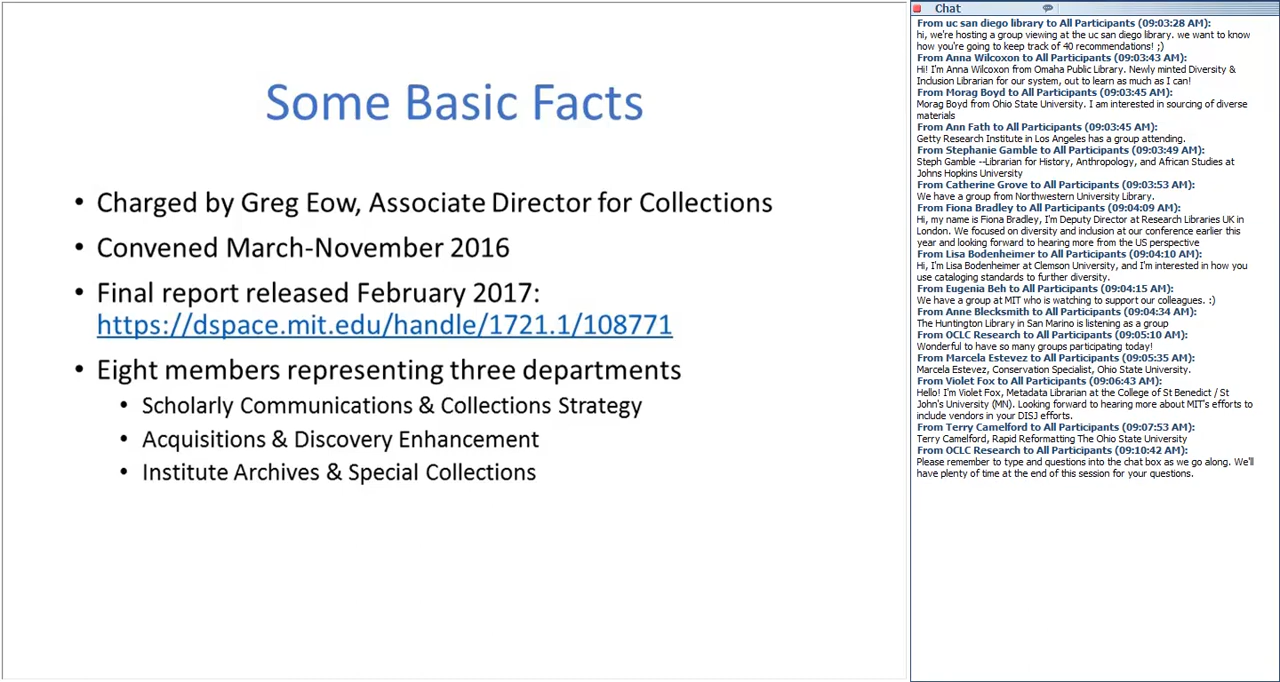 Some Basic Facts
• Charged by Greg Eow, Associate Director for Collections
• Convened March-November 2016
• Final report released February 2017:
https://dspace.mit.edu/handle/1721.1/108771
• Eight members representing three departments
• Scholarly Communications & Collections Strategy
• Acquisitions & Discovery Enhancement
• Institute Archives & Special Collections
Chat
From uc san diego library to All Participants (09:03:28 AM):
hi, we're hosting a group viewing at the uc san diego library. we want to know
how you're going to keep track of 40 recommendations! ;)
From Anna Wilcoxon to All Participants (09:03:43 AM):
Hi! I'm Anna Wilcoxon from Omaha Public Library. Newly minted Diversity &
Inclusion Librarian for our system, out to learn as much as I can!
From Morag Boyd to All Participants (09:03:45 AM):
Morag Boyd from Ohio State University. I am interested in sourcing of diverse
materials
From Ann Fath to All Participants (09:03:45 AM):
Getty Research Institute in Los Angeles has a group attending.
From Stephanie Gamble to All Participants (09:03:49 AM):
Steph Gamble --Librarian for History, Anthropology, and African Studies at
Johns Hopkins University
From Catherine Grove to All Participants (09:03:53 AM):
We have a group from Northwestern University Library.
From Fiona Bradley to All Participants (09:04:09 AM):
Hi, my name is Fiona Bradley, I'm Deputy Director at Research Libraries UK in
London. We focused on diversity and inclusion at our conference earlier this
year and looking forward to hearing more from the US perspective
From Lisa Bodenheimer to All Participants (09:04:10 AM):
Hi, I'm Lisa Bodenheimer at Clemson University, and I'm interested in how you
use cataloging standards to further diversity.
From Eugenia Beh to All Participants (09:04:15 AM):
We have a group at MIT who is watching to support our colleagues. :)
From Anne Blecksmith to All Participants (09:04:34 AM):
The Huntington Library in San Marino is listening as a group
From OCLC Research to All Participants (09:05:10 AM):
Wonderful to have so many groups participating today!
From Marcela Estevez to All Participants (09:05:35 AM):
Marcela Estevez, Conservation Specialist, Ohio State University.
From Violet Fox to All Participants (09:06:43 AM):
Hello! I'm Violet Fox, Metadata Librarian at the College of St Benedict / St
John's University (MN). Looking forward to hearing more about MIT's efforts to
include vendors in your DISJ efforts.
From Terry Camelford to All Participants (09:07:53 AM):
Terry Camelford, Rapid Reformatting The Ohio State University
From OCLC Research to All Participants (09:10:42 AM):
Please remember to type and questions into the chat box as we go along. We'll
have plenty of time at the end of this session for your questions.